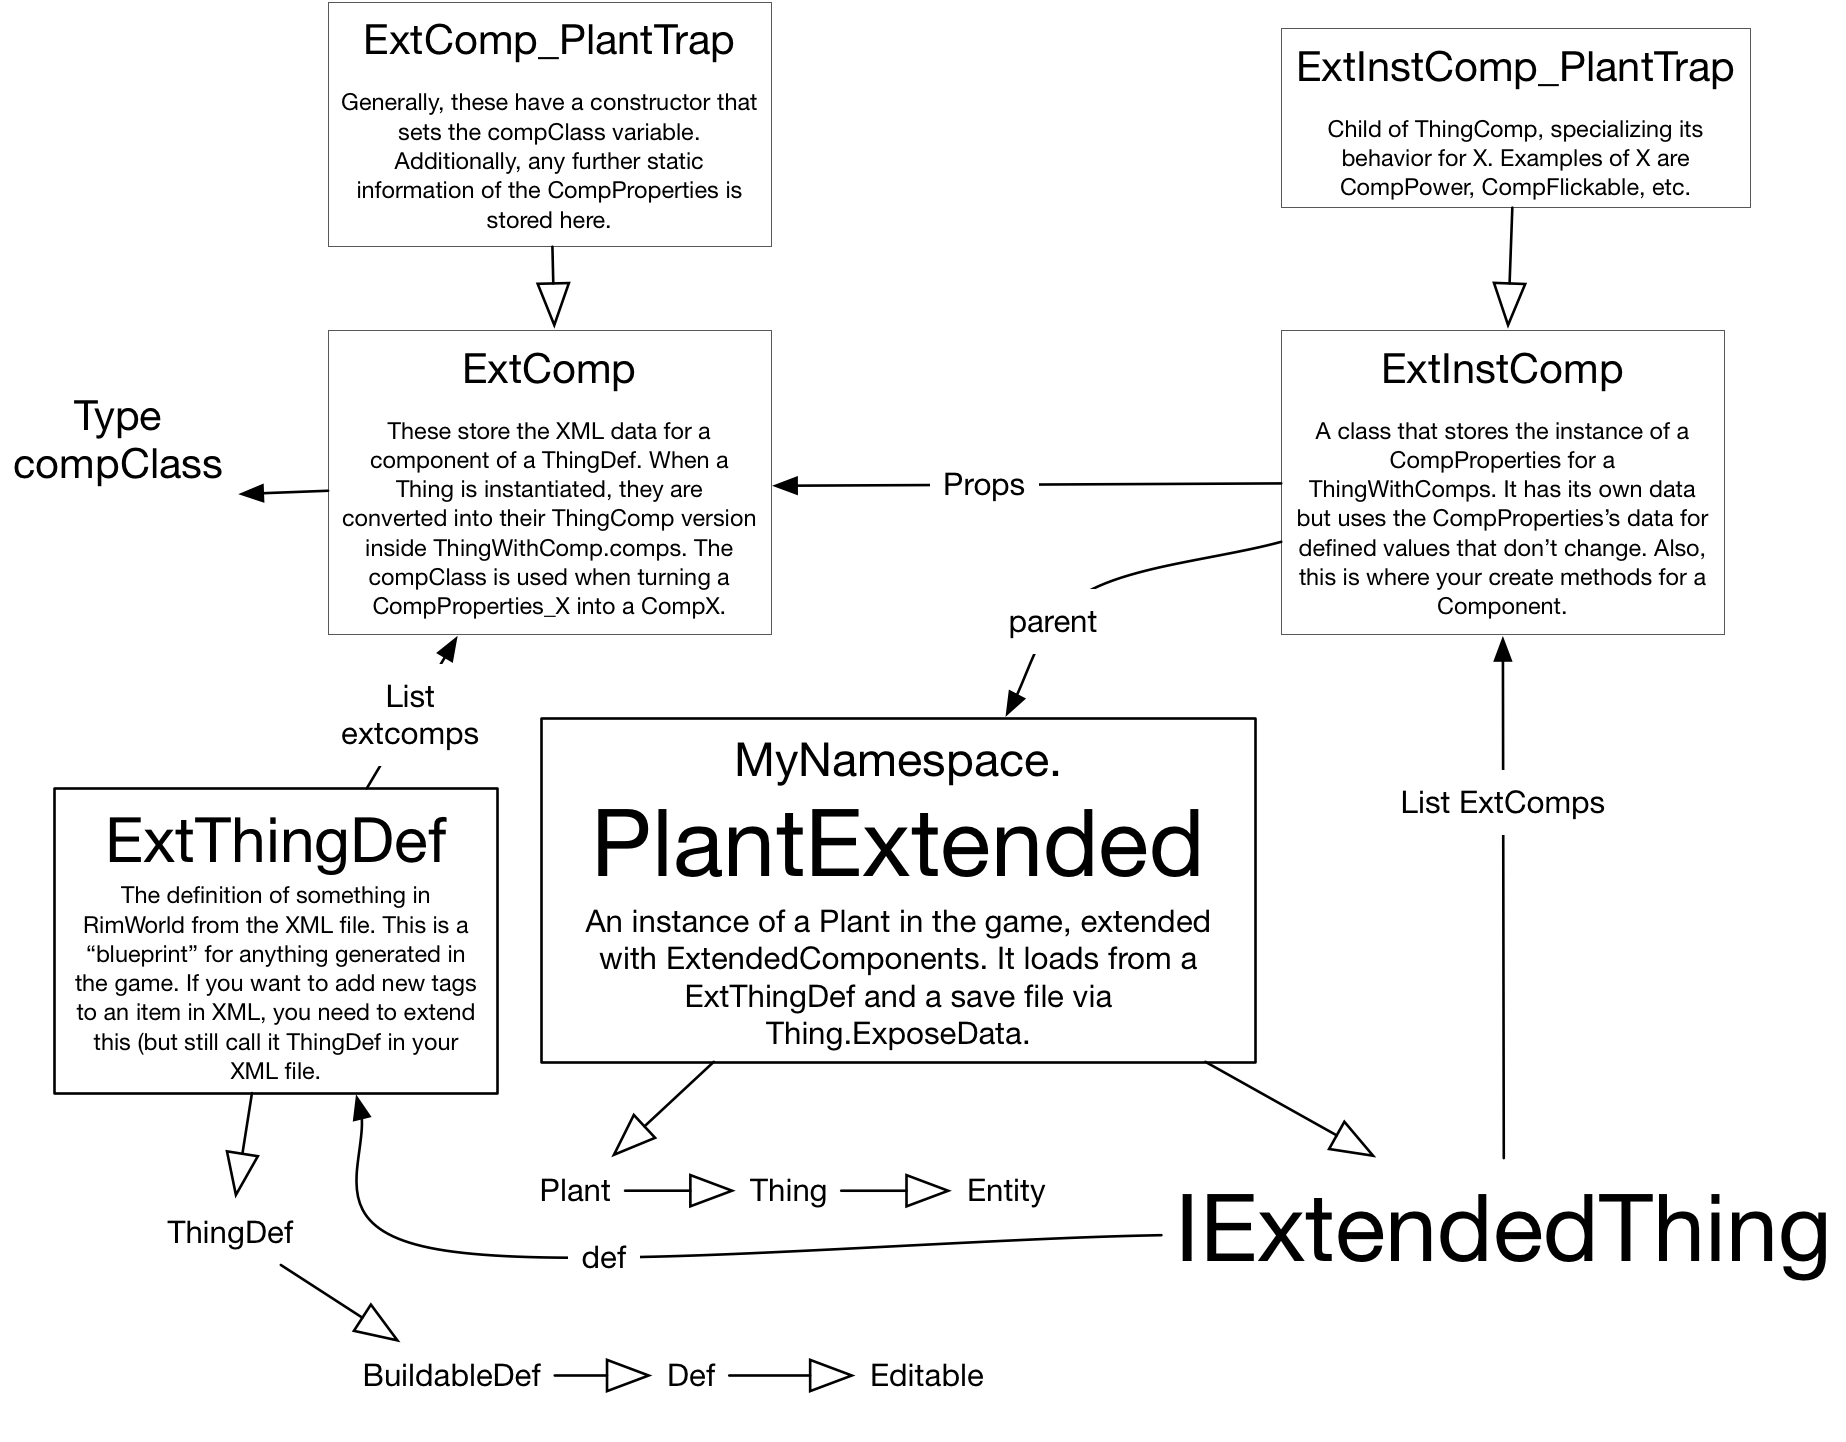 ExtComp_PlantTrap
Generally, these have a constructor that
sets the compClass variable.
Additionally, any further static
information of the CompProperties is
stored here.
ExtInstComp_PlantTrap
Child of ThingComp, specializing its
behavior for X. Examples of X are
CompPower, CompFlickable, etc.
Type
compClass
ExtComp
These store the XML data for a
component of a ThingDef. When a
Thing is instantiated, they are
converted into their ThingComp version
inside ThingWithComp.comps. The
compClass is used when turning a
CompProperties_X into a CompX.
Props
ExtInstComp
A class that stores the instance of a
CompProperties for a
ThingWithComps. It has its own data
but uses the CompProperties’s data for
defined values that don’t change. Also,
this is where your create methods for a
Component.
parent
List
extcomps
List ExtComps
ExtThingDef
The definition of something in
RimWorld from the XML file. This is a
“blueprint” for anything generated in
the game. If you want to add new tags
to an item in XML, you need to extend
this (but still call it ThingDef in your
XML file.
MyNamespace.
PlantExtended
An instance of a Plant in the game, extended
with ExtendedComponents. It loads from a
ExtThingDef and a save file via
Thing.ExposeData.
Plant
Thing
Entity
IExtendedThing
ThingDef
def
BuildableDef
Def
Editable